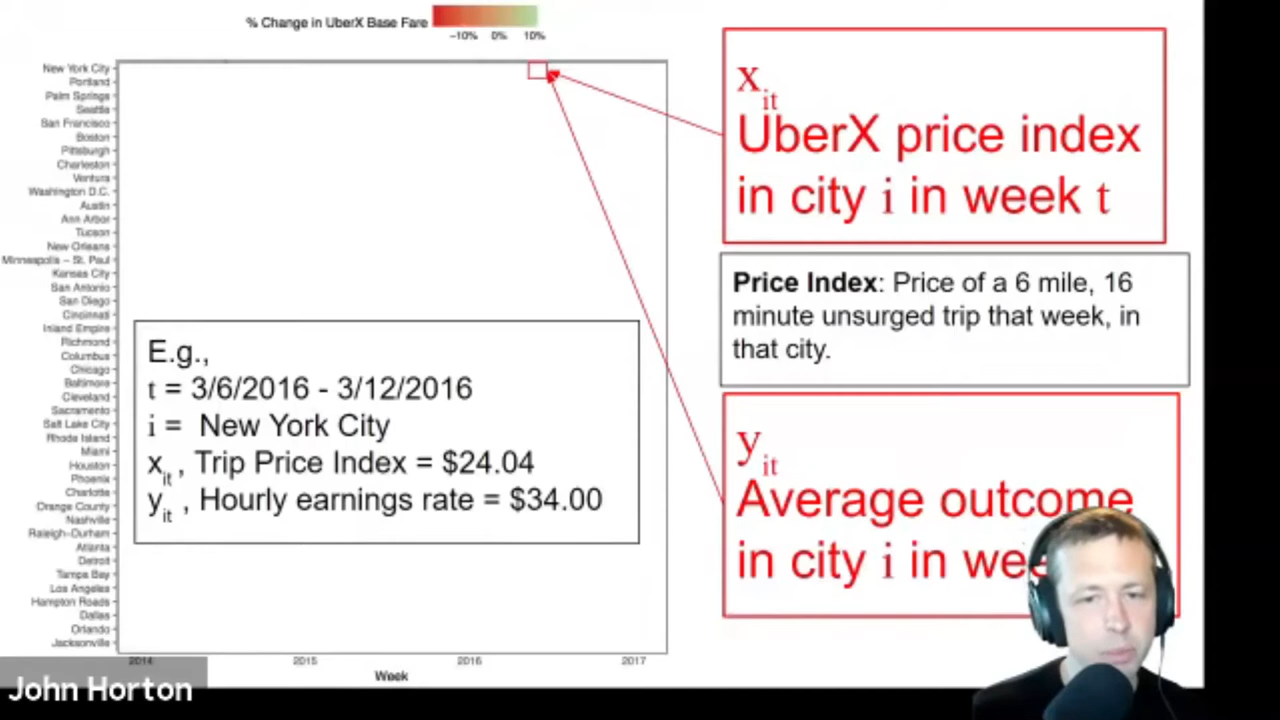 % Change in UberX Base Fare
−10% 0% 10%
New York City
Portland
Palm Springs
Seattle
San Francisco
Boston
Pittsburgh
Charleston
Ventura
Washington D.C.
Austin
Ann Arbor
Tucson
New Orleans
Minneapolis − St. Paul
Kansas City
San Antonio
San Diego
Cincinnati
Inland Empire
Richmond
Columbus
Chicago
Baltimore
Cleveland
Sacramento
Salt Lake City
Rhode Island
Miami
Houston
Phoenix
Charlotte
Orange County
Nashville
Raleigh−Durham
Atlanta
Detroit
Tampa Bay
Los Angeles
Hampton Roads
Dallas
Orlando
Jacksonville
2014 2015 2016 2017
Week
E.g.,
t = 3/6/2016 - 3/12/2016
i = New York City
xit , Trip Price Index = $24.04
yit , Hourly earnings rate = $34.00
xit
UberX price index
in city i in week t
Price Index: Price of a 6 mile, 16
minute unsurged trip that week, in
that city.
yit
Average outcome
in city i in
John Horton